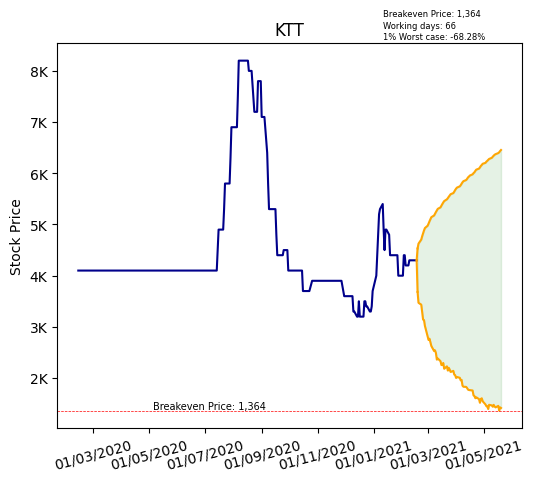 Breakeven Price: 1,364
Working days: 66
1% Worst case: -68.28%
KTT
Stock Price
8K
7K
6K
5K
4K
3K
2K
Breakeven Price: 1,364
01/03/2020
01/05/2020
01/07/2020
01/09/2020
01/11/2020
01/01/2021
01/03/2021
01/05/2021